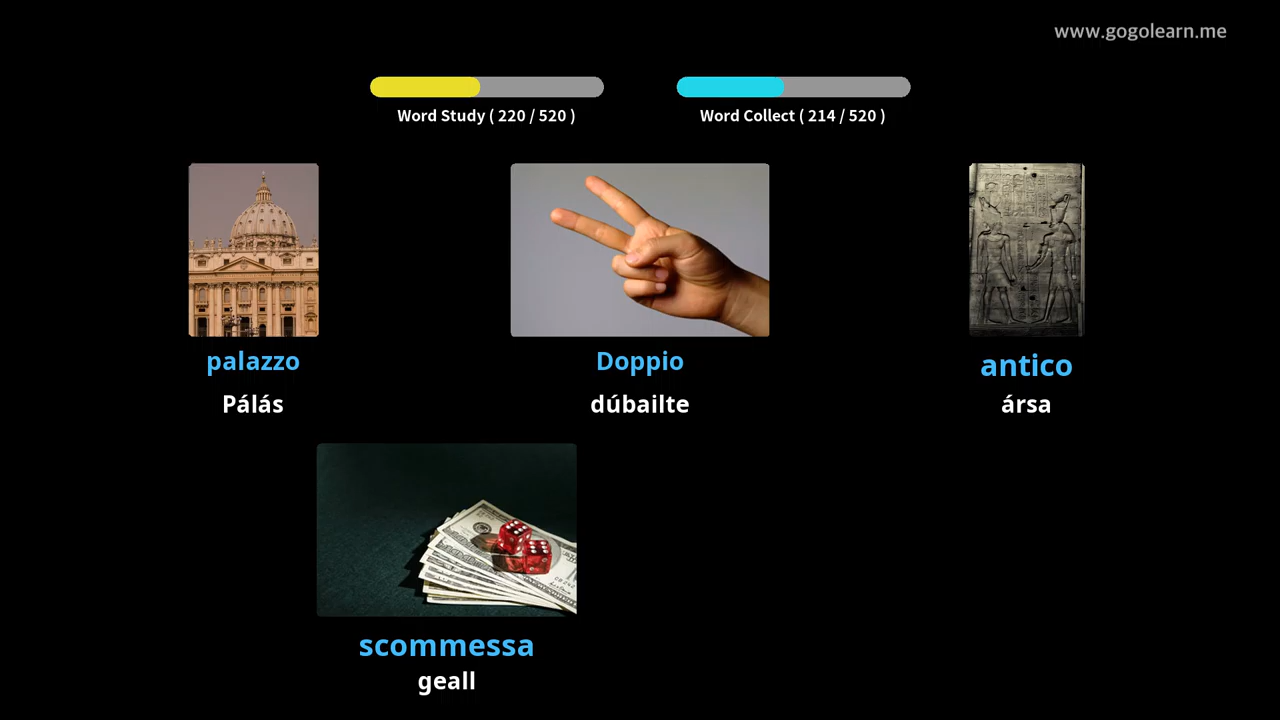 www.gogolearn.me
Word Study ( 220 / 520 )
Word Collect ( 214 / 520 )
palazzo
Pálás
Doppio
dúbailte
antico
ársa
scommessa
geall